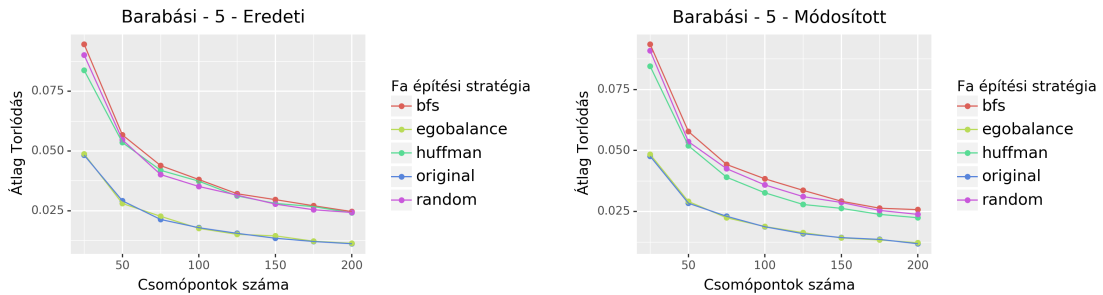 Barabási - 5 - Eredeti
Átlag Torlódás
0.075
0.050
0.025
50
100
150
200
Csomópontok száma
Fa építési stratégia
bfs
egobalance
huffman
original
random
Barabási - 5 - Módosított
Átlag Torlódás
0.075
0.050
0.025
50
100
150
200
Csomópontok száma
Fa építési stratégia
bfs
egobalance
huffman
original
random